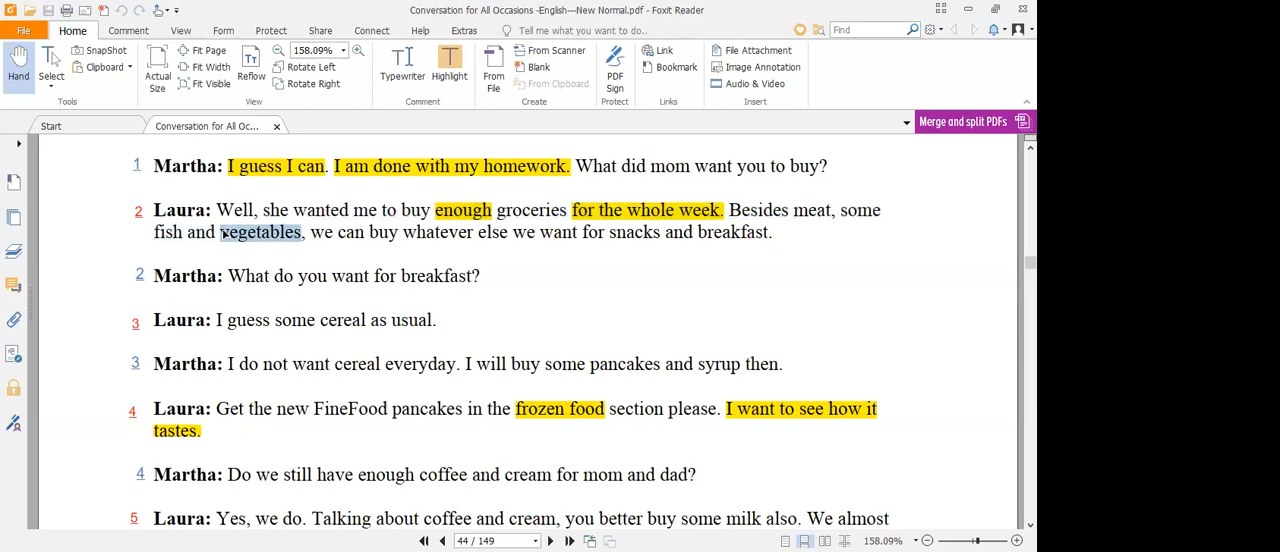 Conversation for All Occasions -English---New Normal.pdf - Foxit Reader
File Home Comment View Form Protect Share Connect Help Extras Tell me what you want to do.. Find
SnapShot Fit Page 158.09% From Scanner Link File Attachment
Clipboard Fit Width Rotate Left Blank Bookmark Image Annotation
Hand Select Actual Size Fit Visible Reflow Rotate Right Typewriter Highlight From File From Clipboard PDF Sign Audio & Video
Tools View Comment Create Protect Links Insert
Start Conversation for All Occ... Merge and split PDFs
1 Martha: I guess I can. I am done with my homework. What did mom want you to buy?
2 Laura: Well, she wanted me to buy enough groceries for the whole week. Besides meat, some
fish and vegetables, we can buy whatever else we want for snacks and breakfast.
2 Martha: What do you want for breakfast?
3 Laura: I guess some cereal as usual.
3 Martha: I do not want cereal everyday. I will buy some pancakes and syrup then.
4 Laura: Get the new FineFood pancakes in the frozen food section please. I want to see how it
tastes.
4 Martha: Do we still have enough coffee and cream for mom and dad?
5 Laura: Yes, we do. Talking about coffee and cream, you better buy some milk also. We almost
44 / 149 158.09%